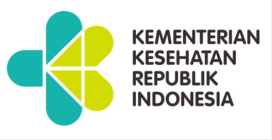 KEMENTERIAN
KESEHATAN
REPUBLIK
INDONESIA